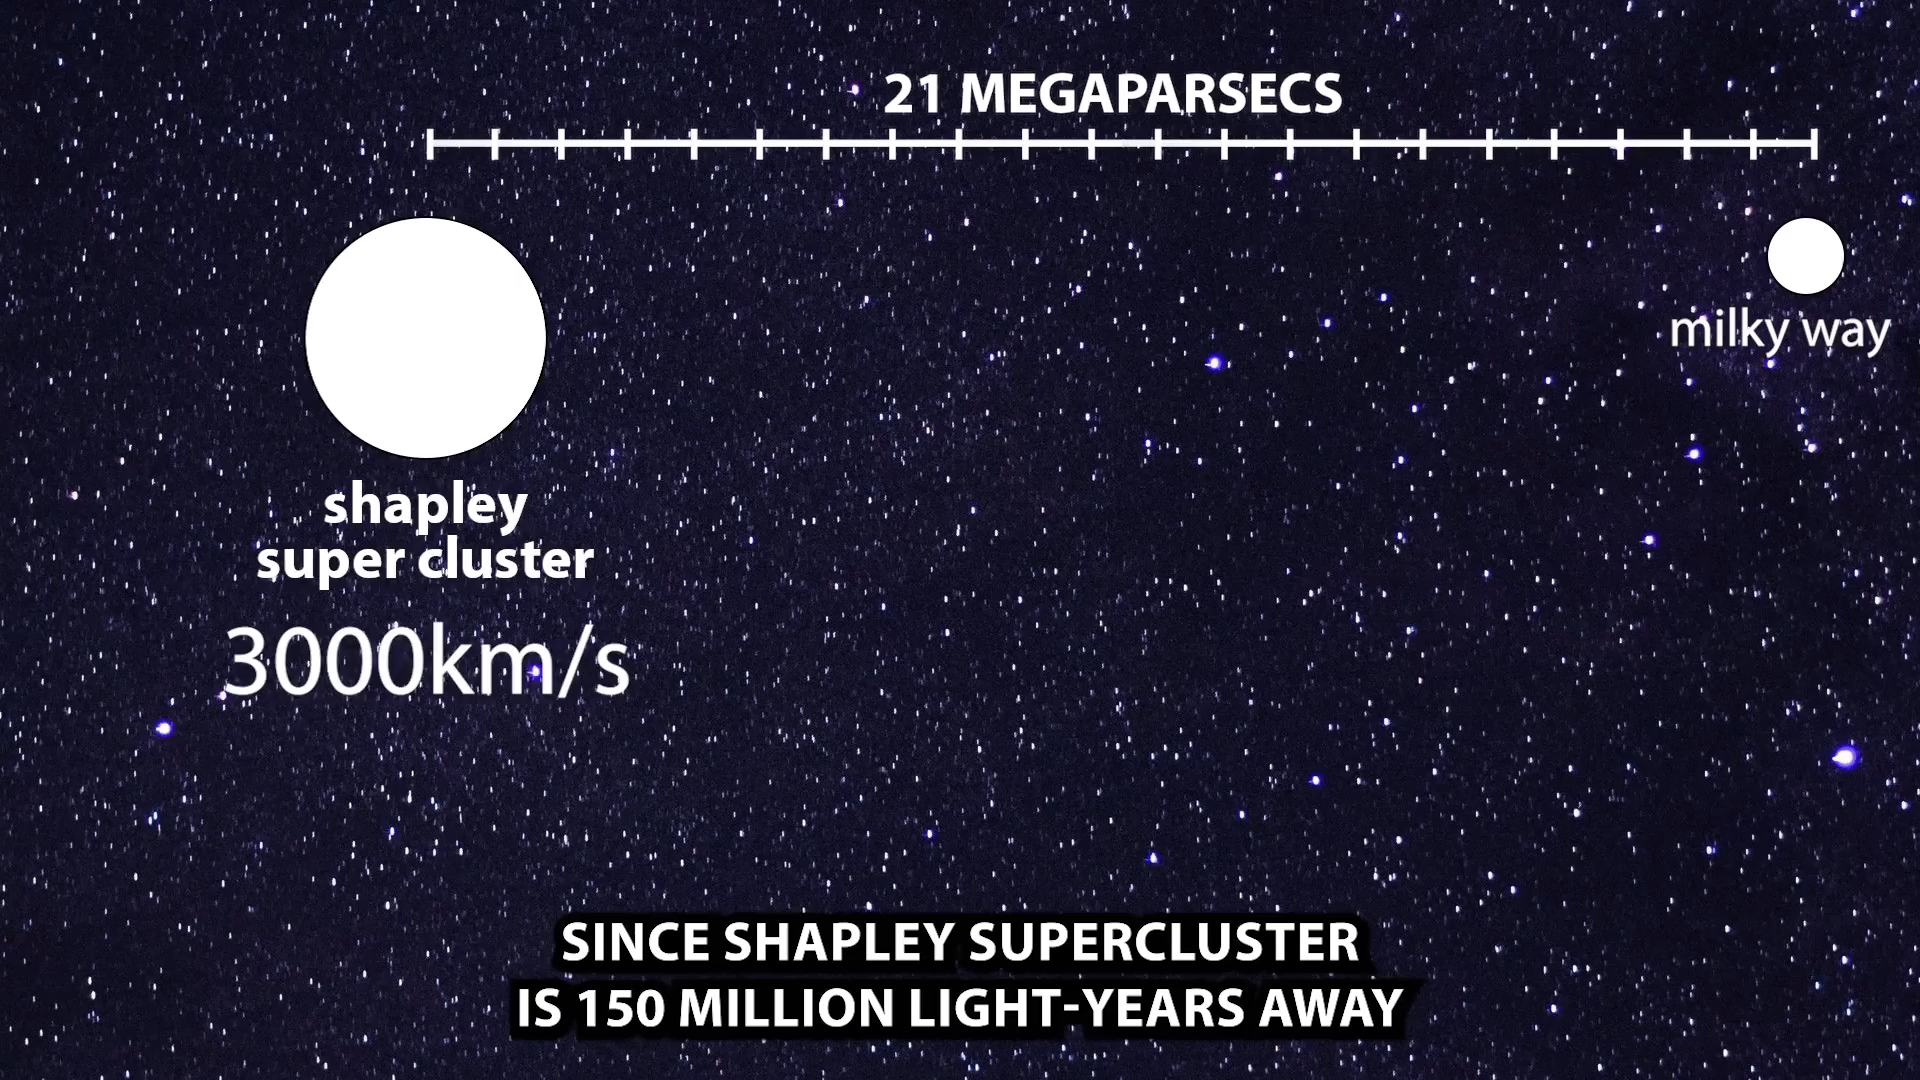 21 MEGAPARSECS
milky way
shapley
super cluster
3000km/s
SINCE SHAPLEY SUPERCLUSTER
IS 150 MILLION LIGHT-YEARS AWAY